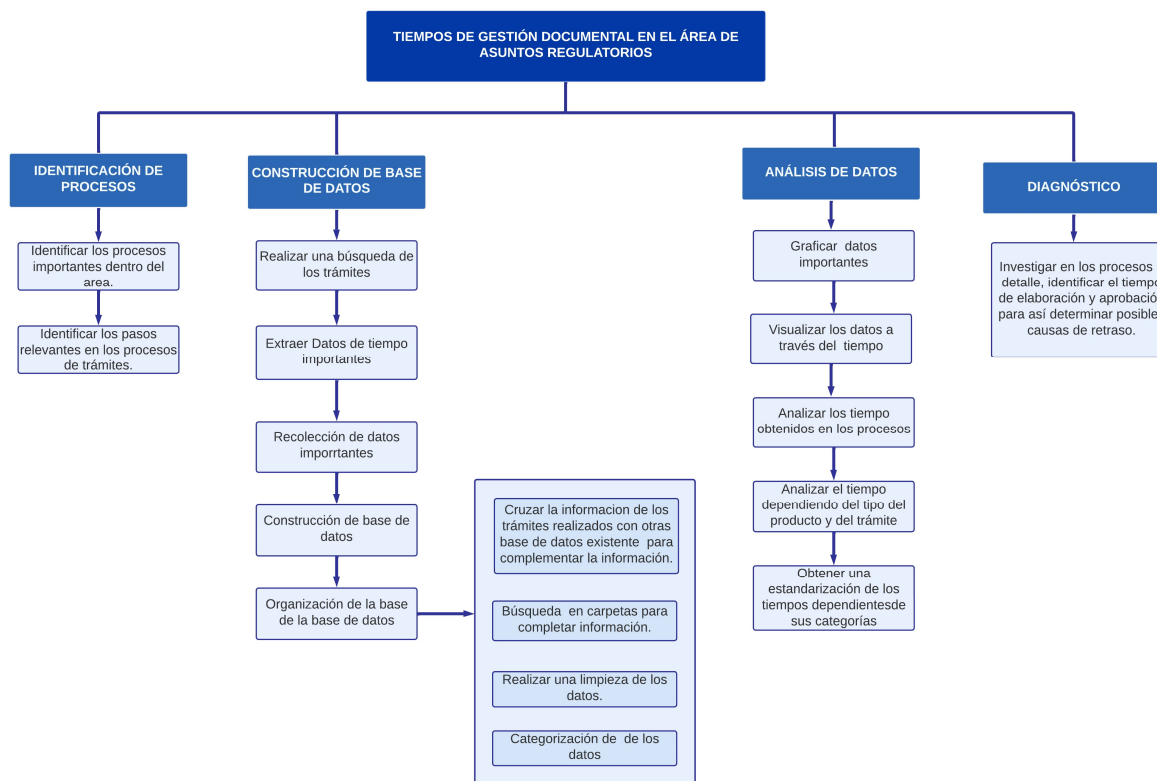 TIEMPOS DE GESTIÓN DOCUMENTAL EN EL ÁREA DE
ASUNTOS REGULATORIOS
IDENTIFICACIÓN DE
PROCESOS
Identificar los procesos
importantes dentro del
area.
Identificar los pasos
relevantes en los procesos
de trámites.
CONSTRUCCIÓN DE BASE
DE DATOS
Realizar una búsqueda de
los trámites
Extraer Datos de tiempo
importantes
Recolección de datos
imporrtantes
Construcción de base de
datos
Organización de la base
de la base de datos
Cruzar la informacion de los
trámites realizados con otras
base de datos existente para
complementar la información.
Búsqueda en carpetas para
completar información.
Realizar una limpieza de los
datos.
Categorización de de los
datos
ANÁLISIS DE DATOS
Graficar datos
importantes
Visualizar los datos a
través del tiempo
Analizar los tiempo
obtenidos en los procesos
Analizar el tiempo
dependiendo del tipo del
producto y del trámite
Obtener una
estandarización de los
tiempos dependientesde
sus categorías
DIAGNÓSTICO
Investigar en los procesos
detalle, identificar el tiempo
de elaboración y aprobación
para así determinar posible
causas de retraso.